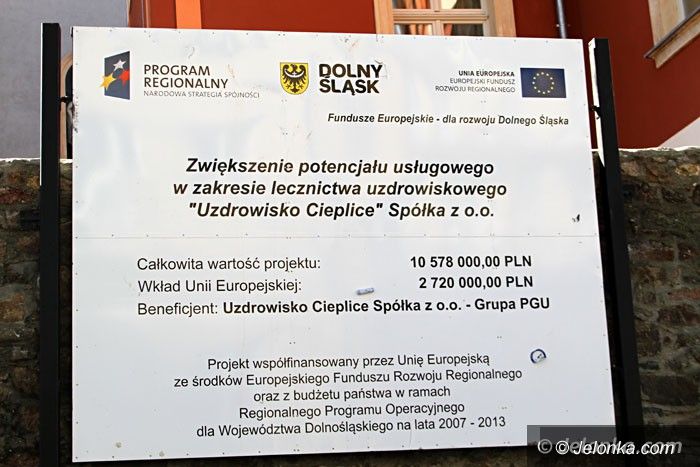 PROGRAM
REGIONALNY
NARODOWA STRATEGIA SPÓJNOŚCI
DOLNY
ŚLĄSK
UNIA EUROPEJSKA
EUROPEJSKI FUNDUSZ
ROZWOJU REGIONALNEGO
Fundusze Europejskie - dla rozwoju Dolnego Śląska
Zwiększenie potencjału usługowego
w zakresie lecznictwa uzdrowiskowego
"Uzdrowisko Cieplice" Spółka z o.o.
Całkowita wartość projektu: 10 578 000,00 PLN
Wkład Unii Europejskiej: 2 720 000,00 PLN
Beneficjent: Uzdrowisko Cieplice Spółka z o.o. - Grupa PGU
Projekt współfinansowany przez Unię Europejską
ze środków Europejskiego Funduszu Rozwoju Regionalnego
oraz z budżetu państwa w ramach
Regionalnego Programu Operacyjnego
dla Województwa Dolnośląskiego na lata 2007 - 2013
© Jelonka.com